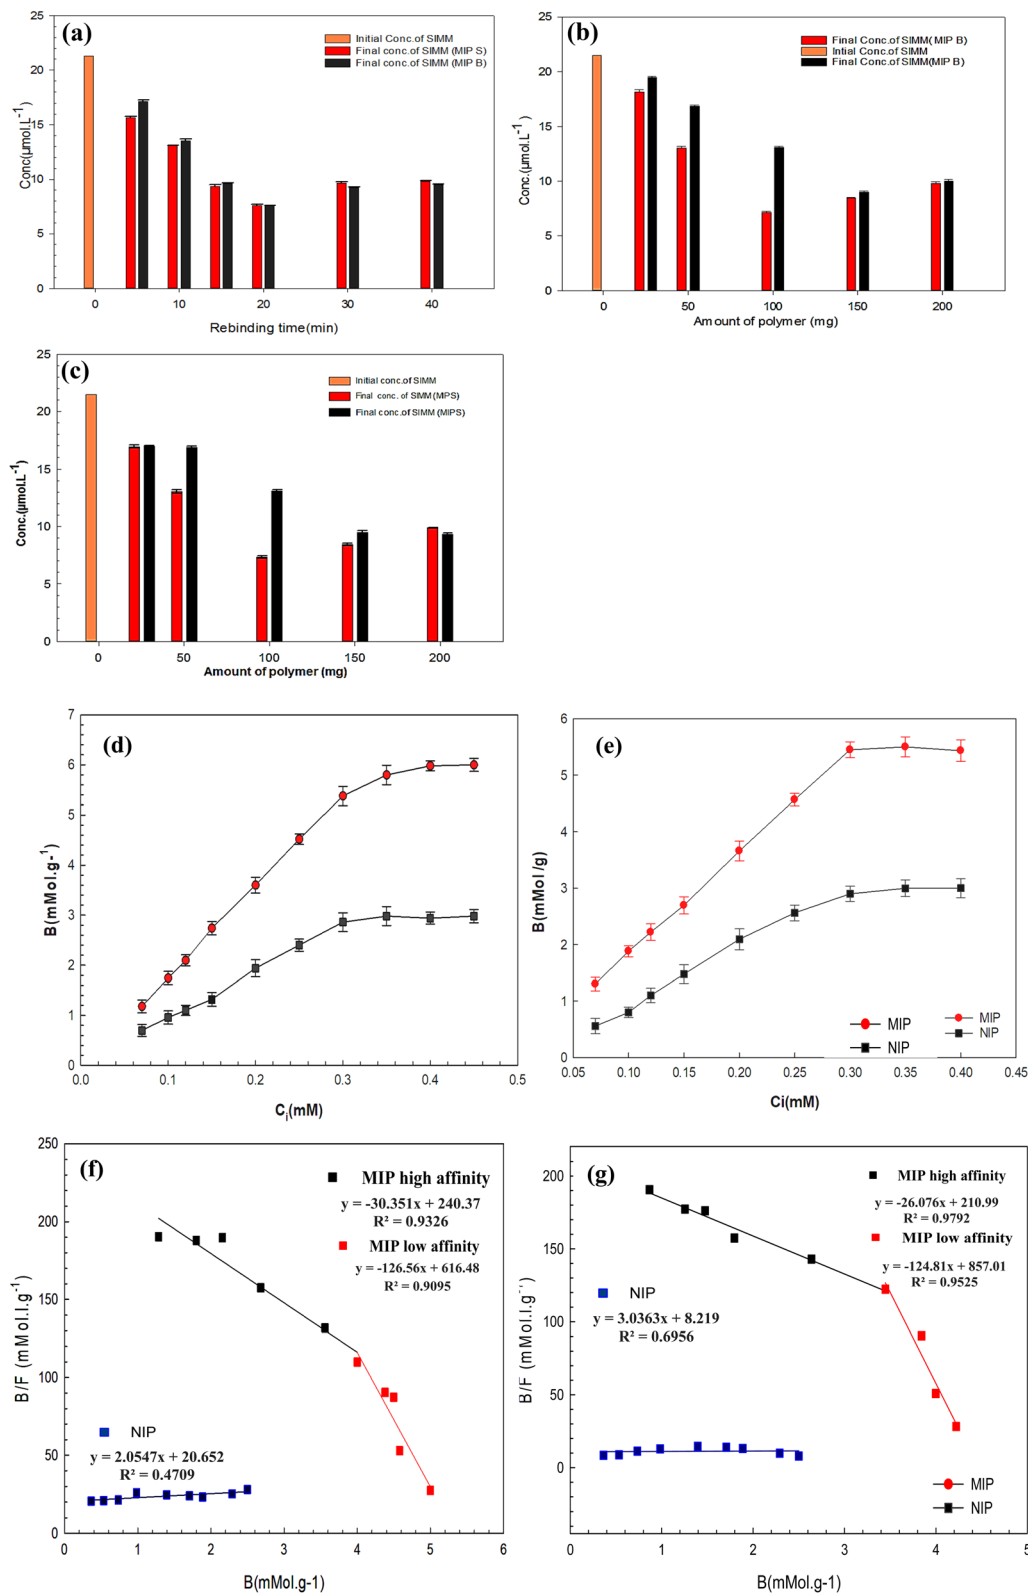 (a)
Initial Conc.of SIMM
Final conc.of SIMM (MIP S)
Final conc.of SIMM (MIP B)
Conc(µmol.L⁻¹)
25
20
15
10
5
0
0 10 20 30 40
Rebinding time(min)
(b)
Final Conc.of SIMM( MIP B)
Intial Conc.of SIMM
Final Conc.of SIMM(MIP B)
Conc.(µmol.L⁻¹)
25
20
15
10
5
0
0 50 100 150 200
Amount of polymer (mg)
(c)
Initial conc.of SIMM
Final conc. of SIMM (MIPS)
Final conc.of SIMM (MIPS)
Conc.(µmol.L⁻¹)
25
20
15
10
5
0
0 50 100 150 200
Amount of polymer (mg)
(d)
B(mMol.g-¹)
7
6
5
4
3
2
1
0
0.0 0.1 0.2 0.3 0.4 0.5
Cᵢ(mM)
(e)
B(mMol/g)
6
5
4
3
2
1
0
MIP
NIP
MIP
NIP
0.05 0.10 0.15 0.20 0.25 0.30 0.35 0.40 0.45
Ci(mM)
(f)
B/F (mMol.l.g⁻¹)
250
200
150
100
50
0
MIP high affinity
y = -30.351x + 240.37
R² = 0.9326
MIP low affinity
y = -126.56x + 616.48
R² = 0.9095
NIP
y = 2.0547x + 20.652
R² = 0.4709
0 1 2 3 4 5 6
B(mMol.g-1)
(g)
B/F (mMol.l.g⁻¹)
200
150
100
50
0
MIP high affinity
y = -26.076x + 210.99
R² = 0.9792
MIP low affinity
y = -124.81x + 857.01
R² = 0.9525
NIP
y = 3.0363x + 8.219
R² = 0.6956
MIP
NIP
0 1 2 3 4 5
B(mMol.g-1)